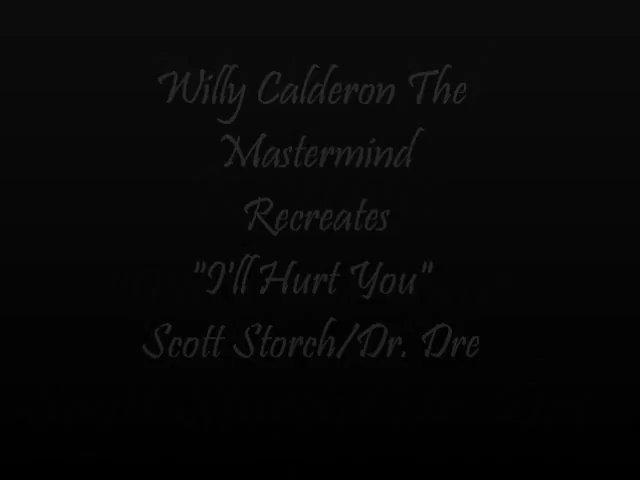 Willy Calderon The
Mastermind
Recreates
"I'll Hurt You"
Scott Storch/Dr. Dre